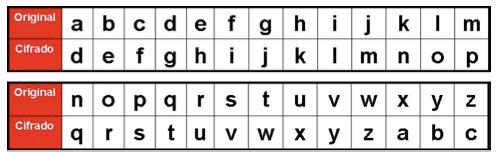 Original a b c d e f g h i j k l m
Cifrado d e f g h i j k l m n o p
Original n o p q r s t u v w x y z
Cifrado q r s t u v w x y z a b c